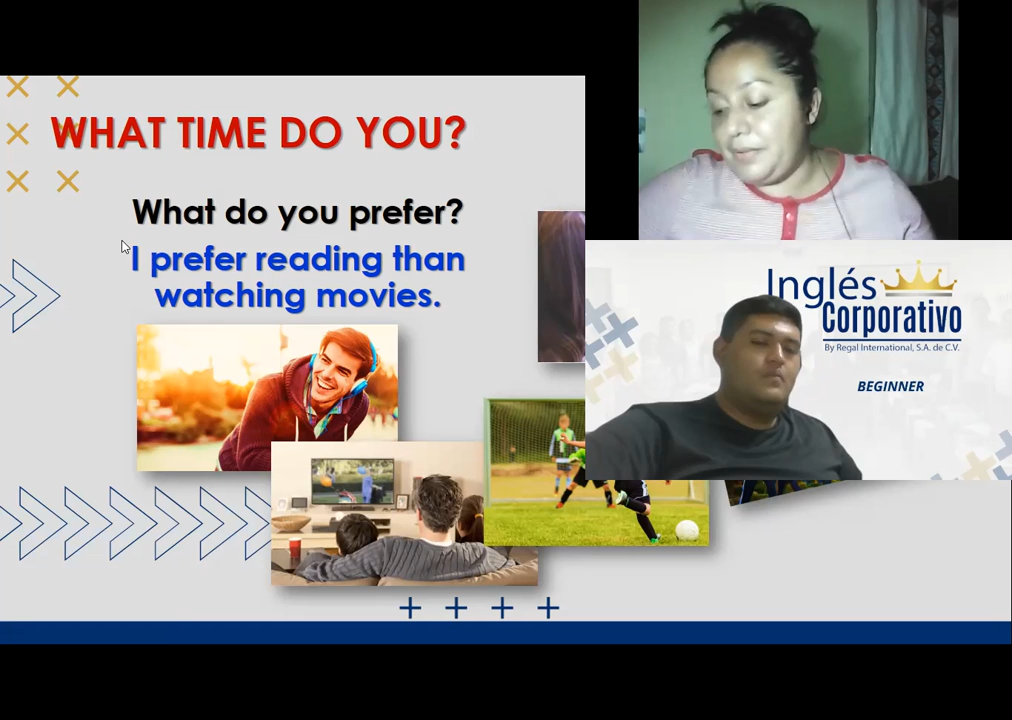 WHAT TIME DO YOU?
What do you prefer?
I prefer reading than
watching movies.
Inglés
Corporativo
By Regal International, S.A. de C.V.
BEGINNER